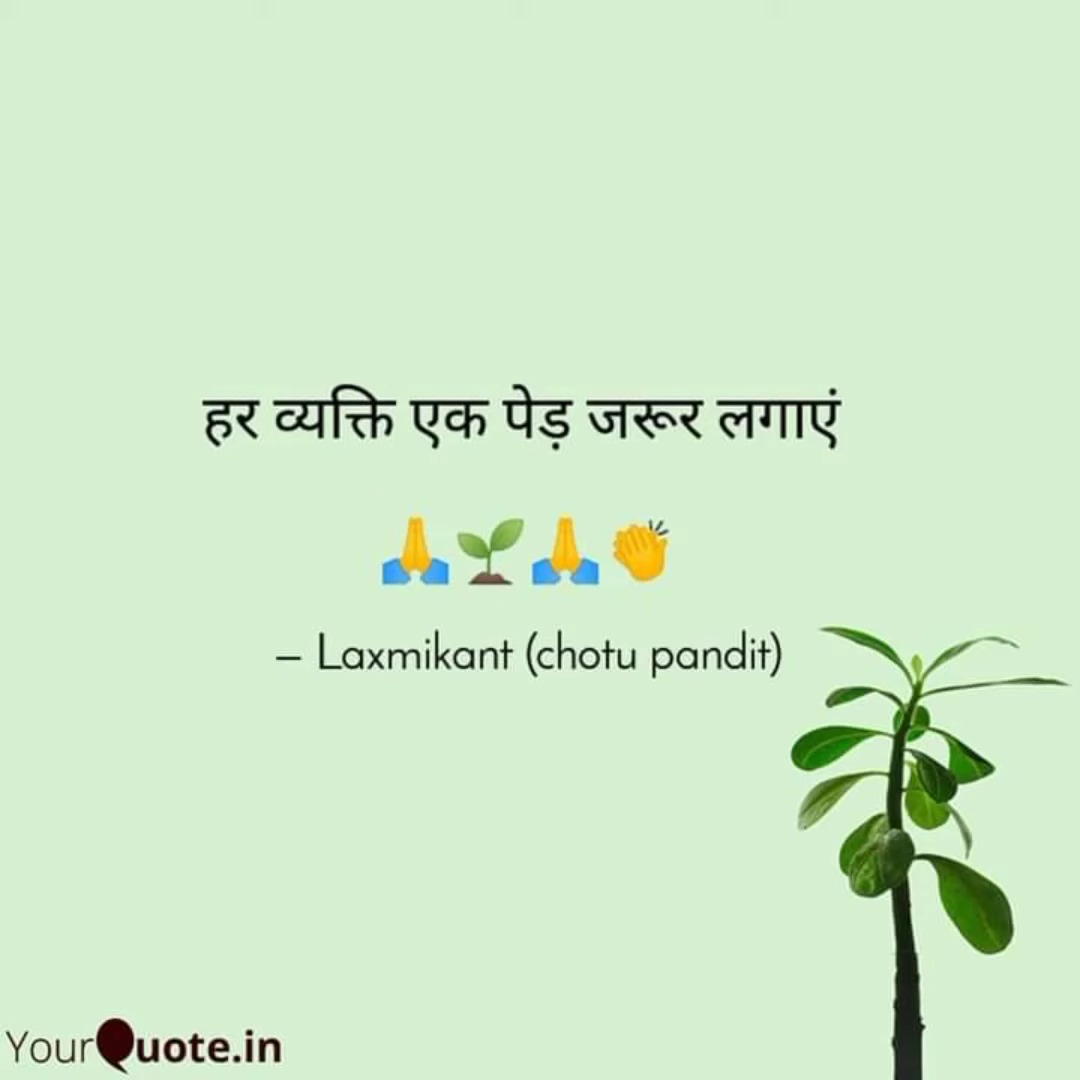 हर व्यक्ति एक पेड़ जरूर लगाएं
🙏🌱🙏👏
– Laxmikant (chotu pandit)
YourQuote.in